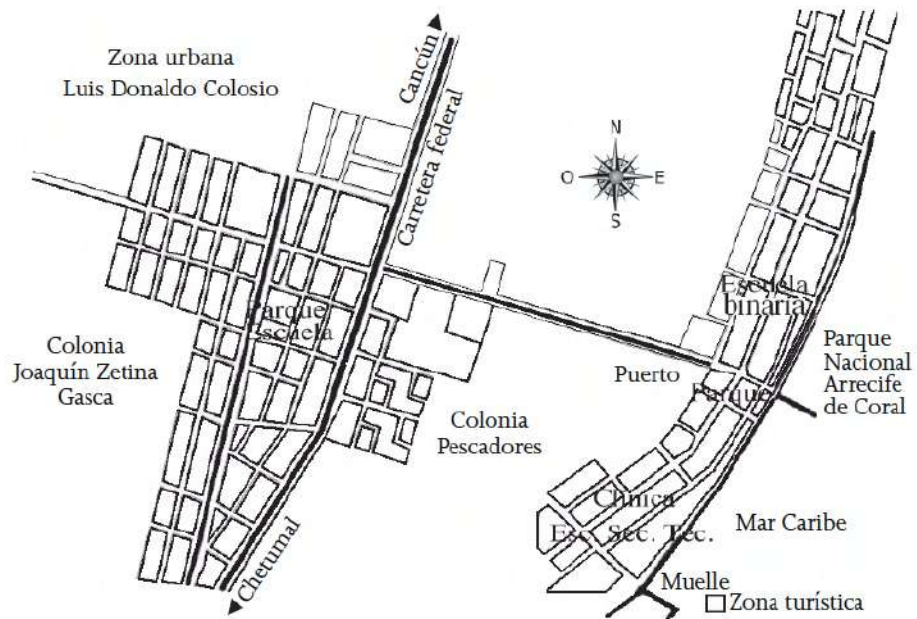 Zona urbana
Luis Donaldo Colosio
Cancún
Carretera federal
N
O
E
S
Parque
Escuela
Escuela
binaria
Colonia
Joaquín Zetina
Gasca
Puerto
Parque
Parque
Nacional
Arrecife
de Coral
Colonia
Pescadores
Clinica
Esc. Sec. Tec.
Mar Caribe
Chetumal
Muelle
Zona turística